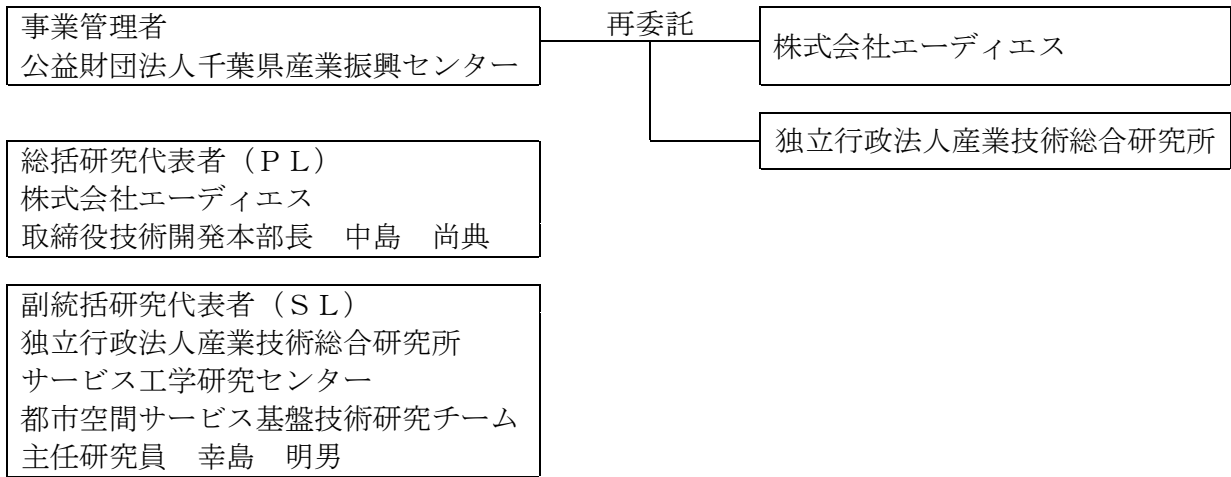 事業管理者
公益財団法人千葉県産業振興センター
再委託
株式会社エーディエス
独立行政法人産業技術総合研究所
総括研究代表者（ＰＬ）
株式会社エーディエス
取締役技術開発本部長　中島　尚典
副統括研究代表者（ＳＬ）
独立行政法人産業技術総合研究所
サービス工学研究センター
都市空間サービス基盤技術研究チーム
主任研究員　幸島　明男